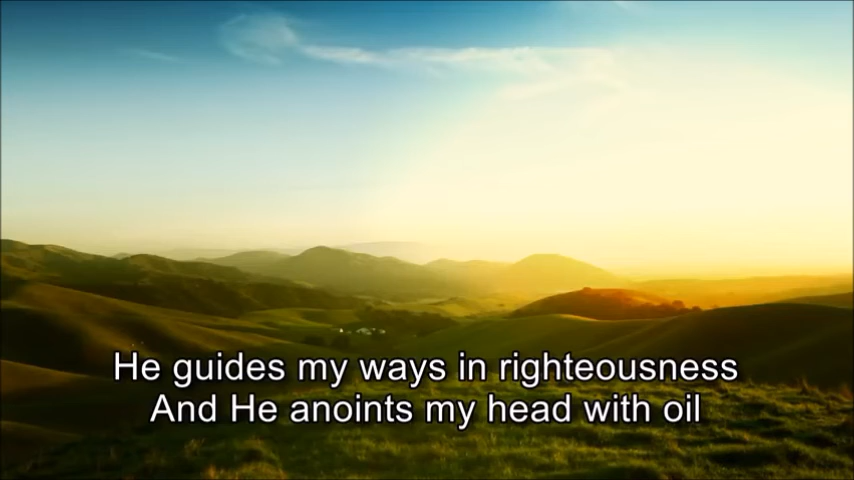 He guides my ways in righteousness
And He anoints my head with oil